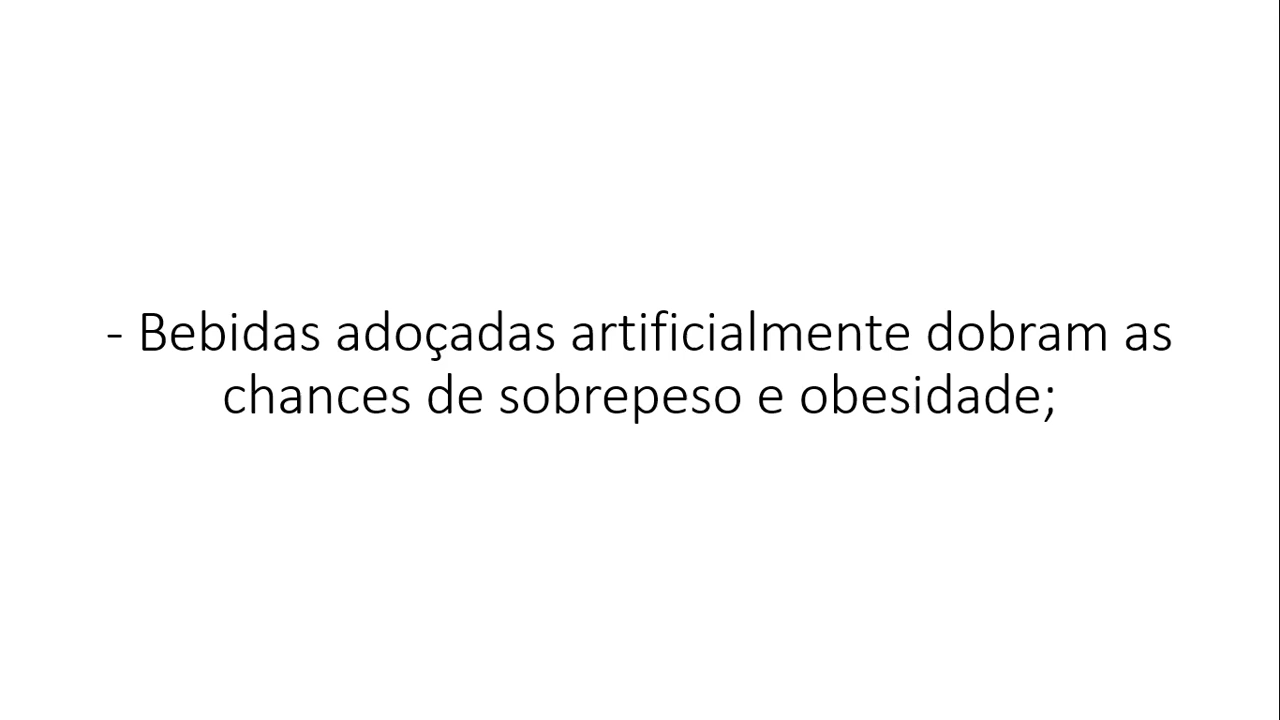 - Bebidas adoçadas artificialmente dobram as
chances de sobrepeso e obesidade;